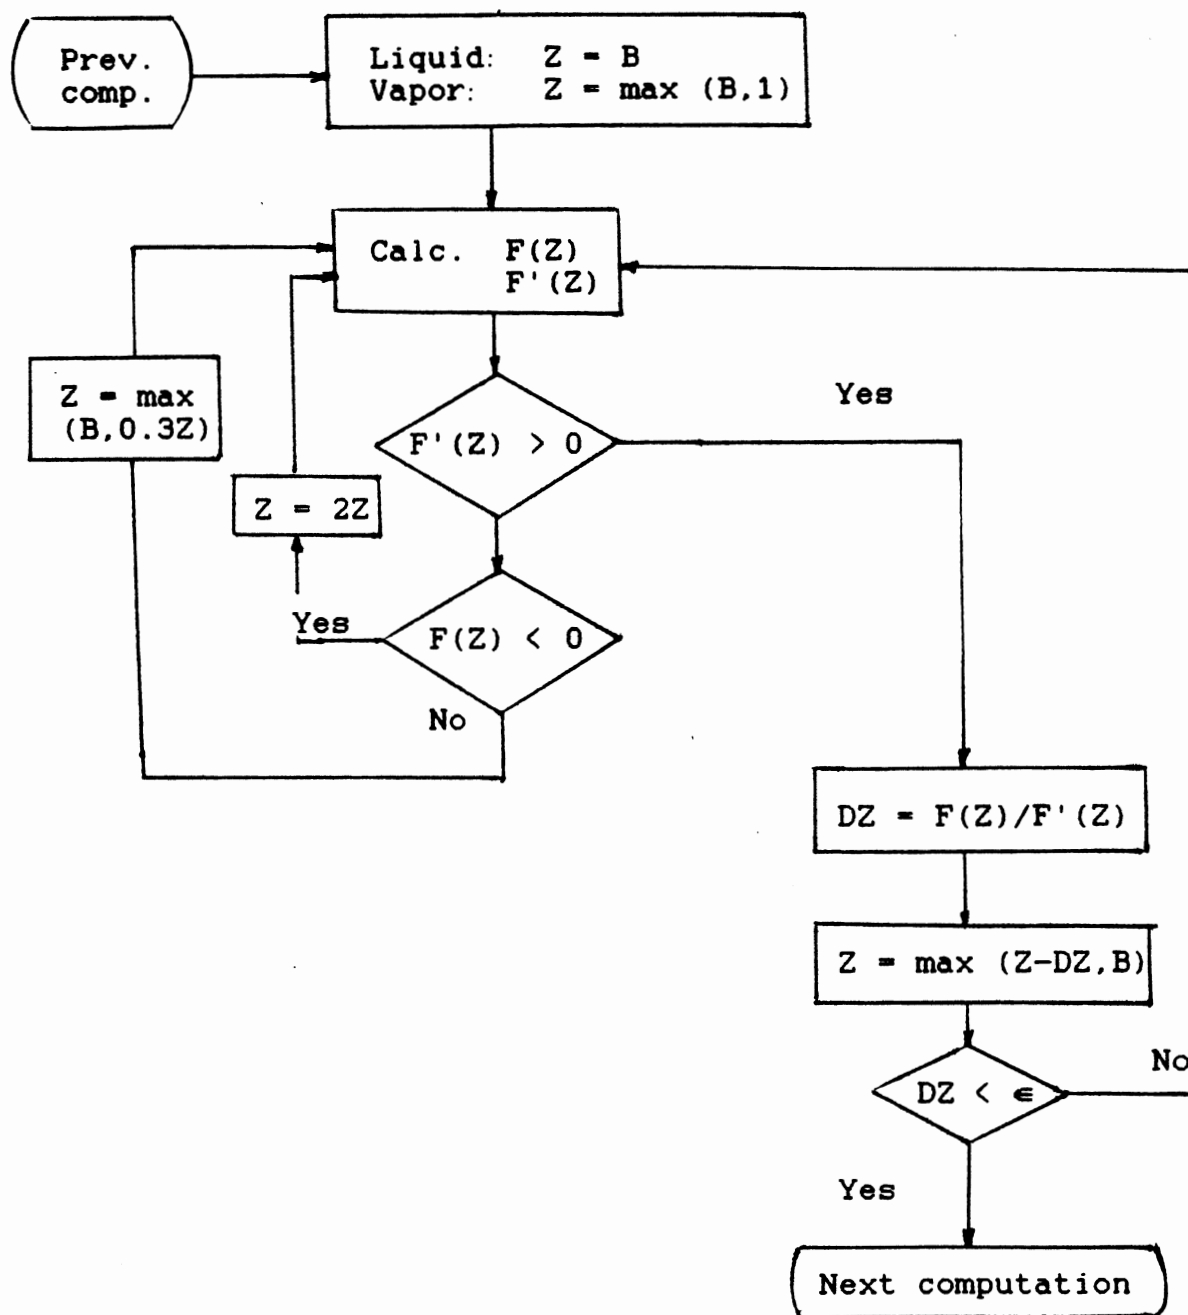 Prev.
comp.
Liquid: Z = B
Vapor: Z = max (B,1)
Calc. F(Z)
F'(Z)
Z = max
(B,0.3Z)
Yes
F'(Z) > 0
Z = 2Z
Yes
F(Z) < 0
No
DZ = F(Z)/F'(Z)
Z = max (Z-DZ,B)
No
DZ < ∈
Yes
Next computation